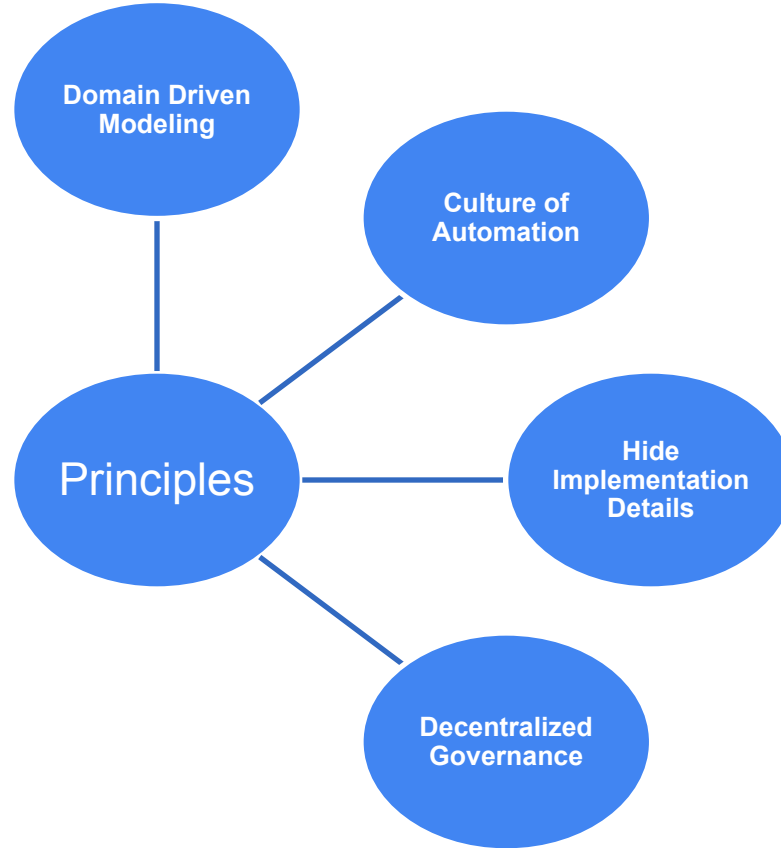 Domain Driven
Modeling
Culture of
Automation
Principles
Hide
Implementation
Details
Decentralized
Governance